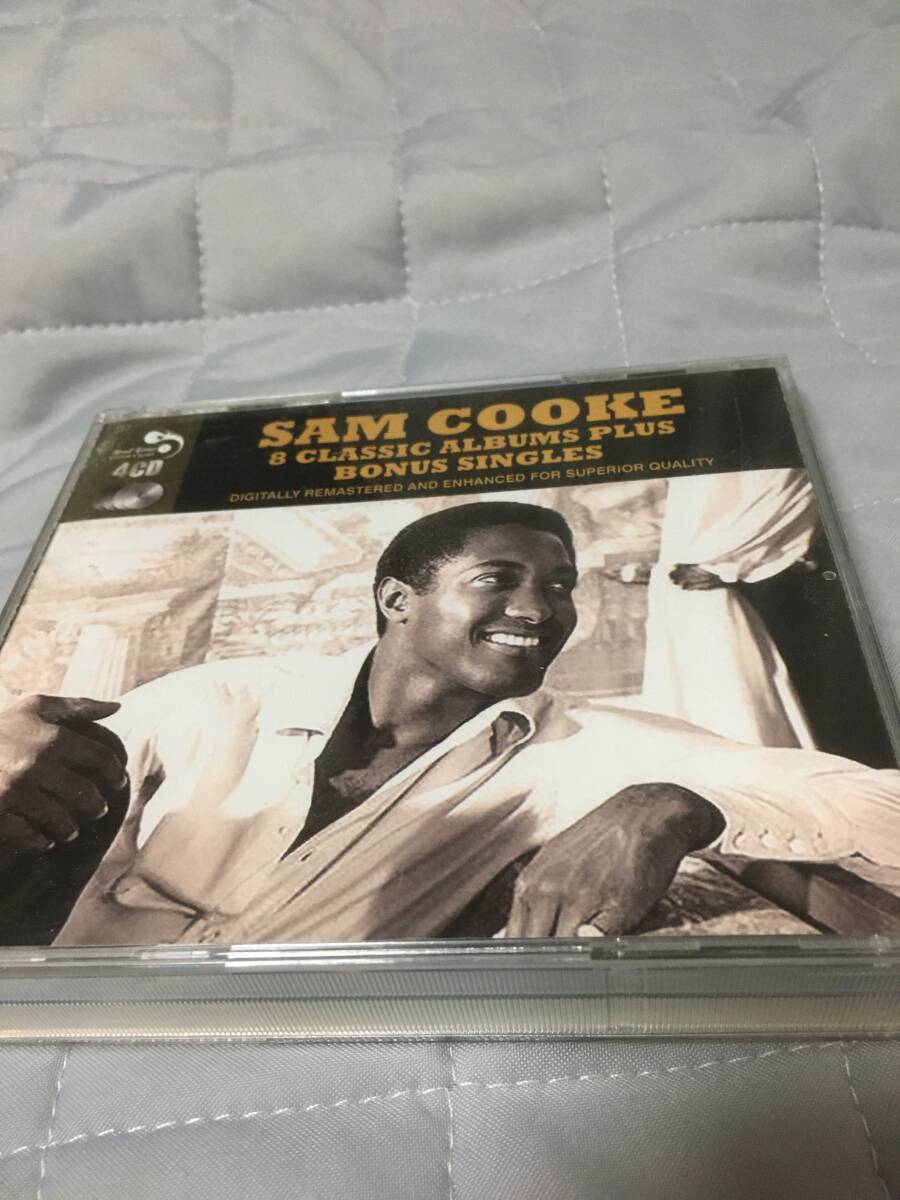 SAM COOKE
8 CLASSIC ALBUMS PLUS
BONUS SINGLES
DIGITALLY REMASTERED AND ENHANCED FOR SUPERIOR QUALITY
4CD